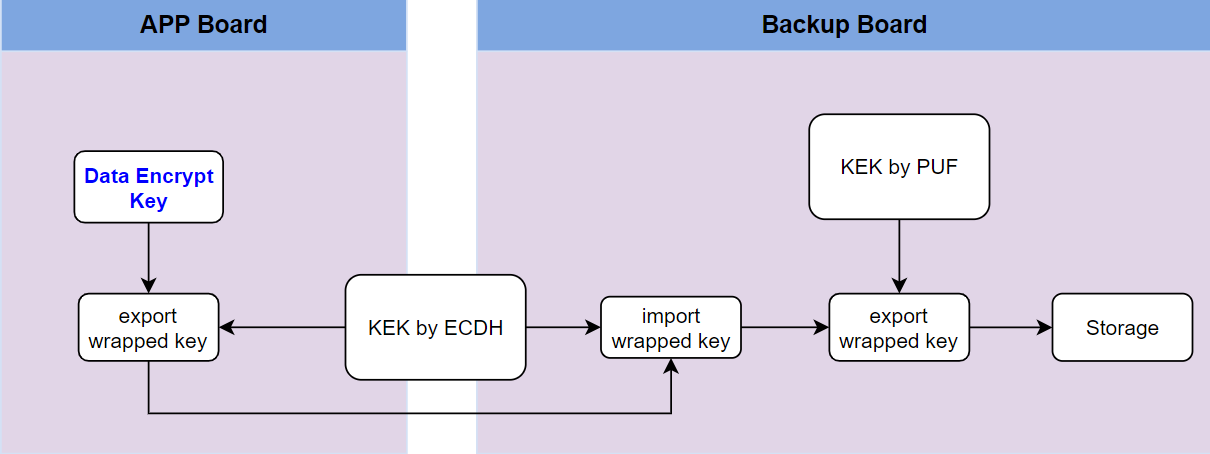 APP Board
Backup Board
Data Encrypt
Key
KEK by PUF
export
wrapped key
KEK by ECDH
import
wrapped key
export
wrapped key
Storage